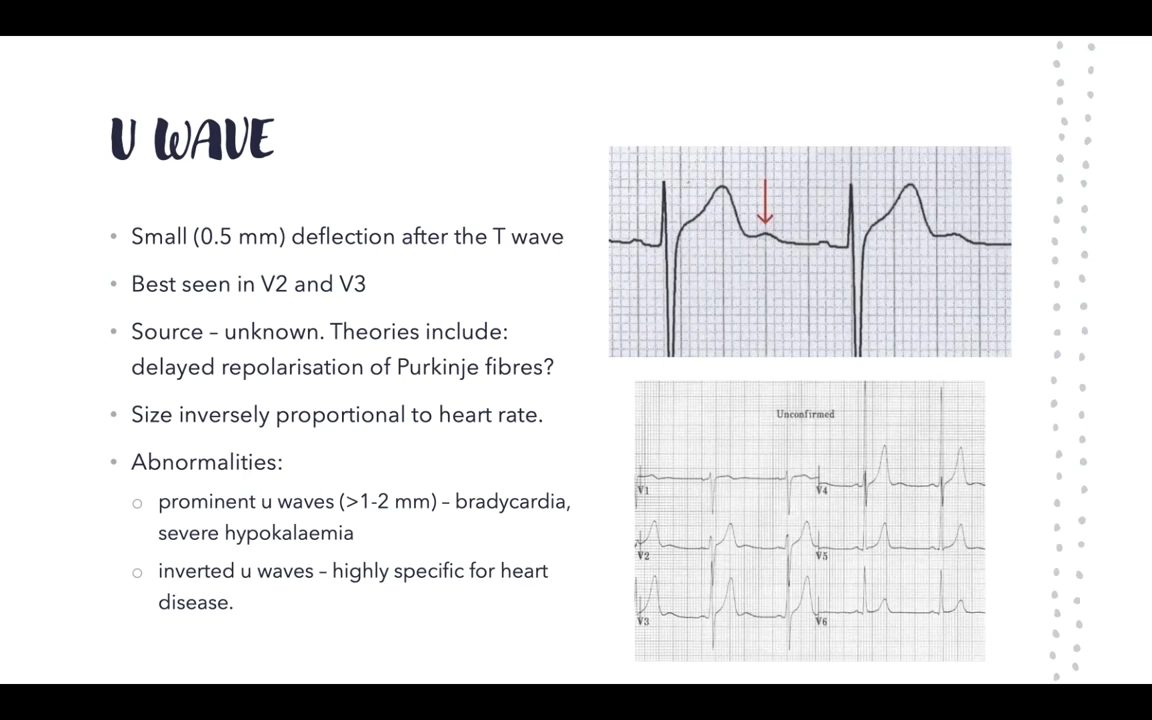 U WAVE
Small (0.5 mm) deflection after the T wave
Best seen in V2 and V3
Source – unknown. Theories include:
delayed repolarisation of Purkinje fibres?
Size inversely proportional to heart rate.
Abnormalities:
prominent u waves (>1-2 mm) – bradycardia,
severe hypokalaemia
inverted u waves – highly specific for heart
disease.
Unconfirmed
V1 V4
V2 V5
V3 V6